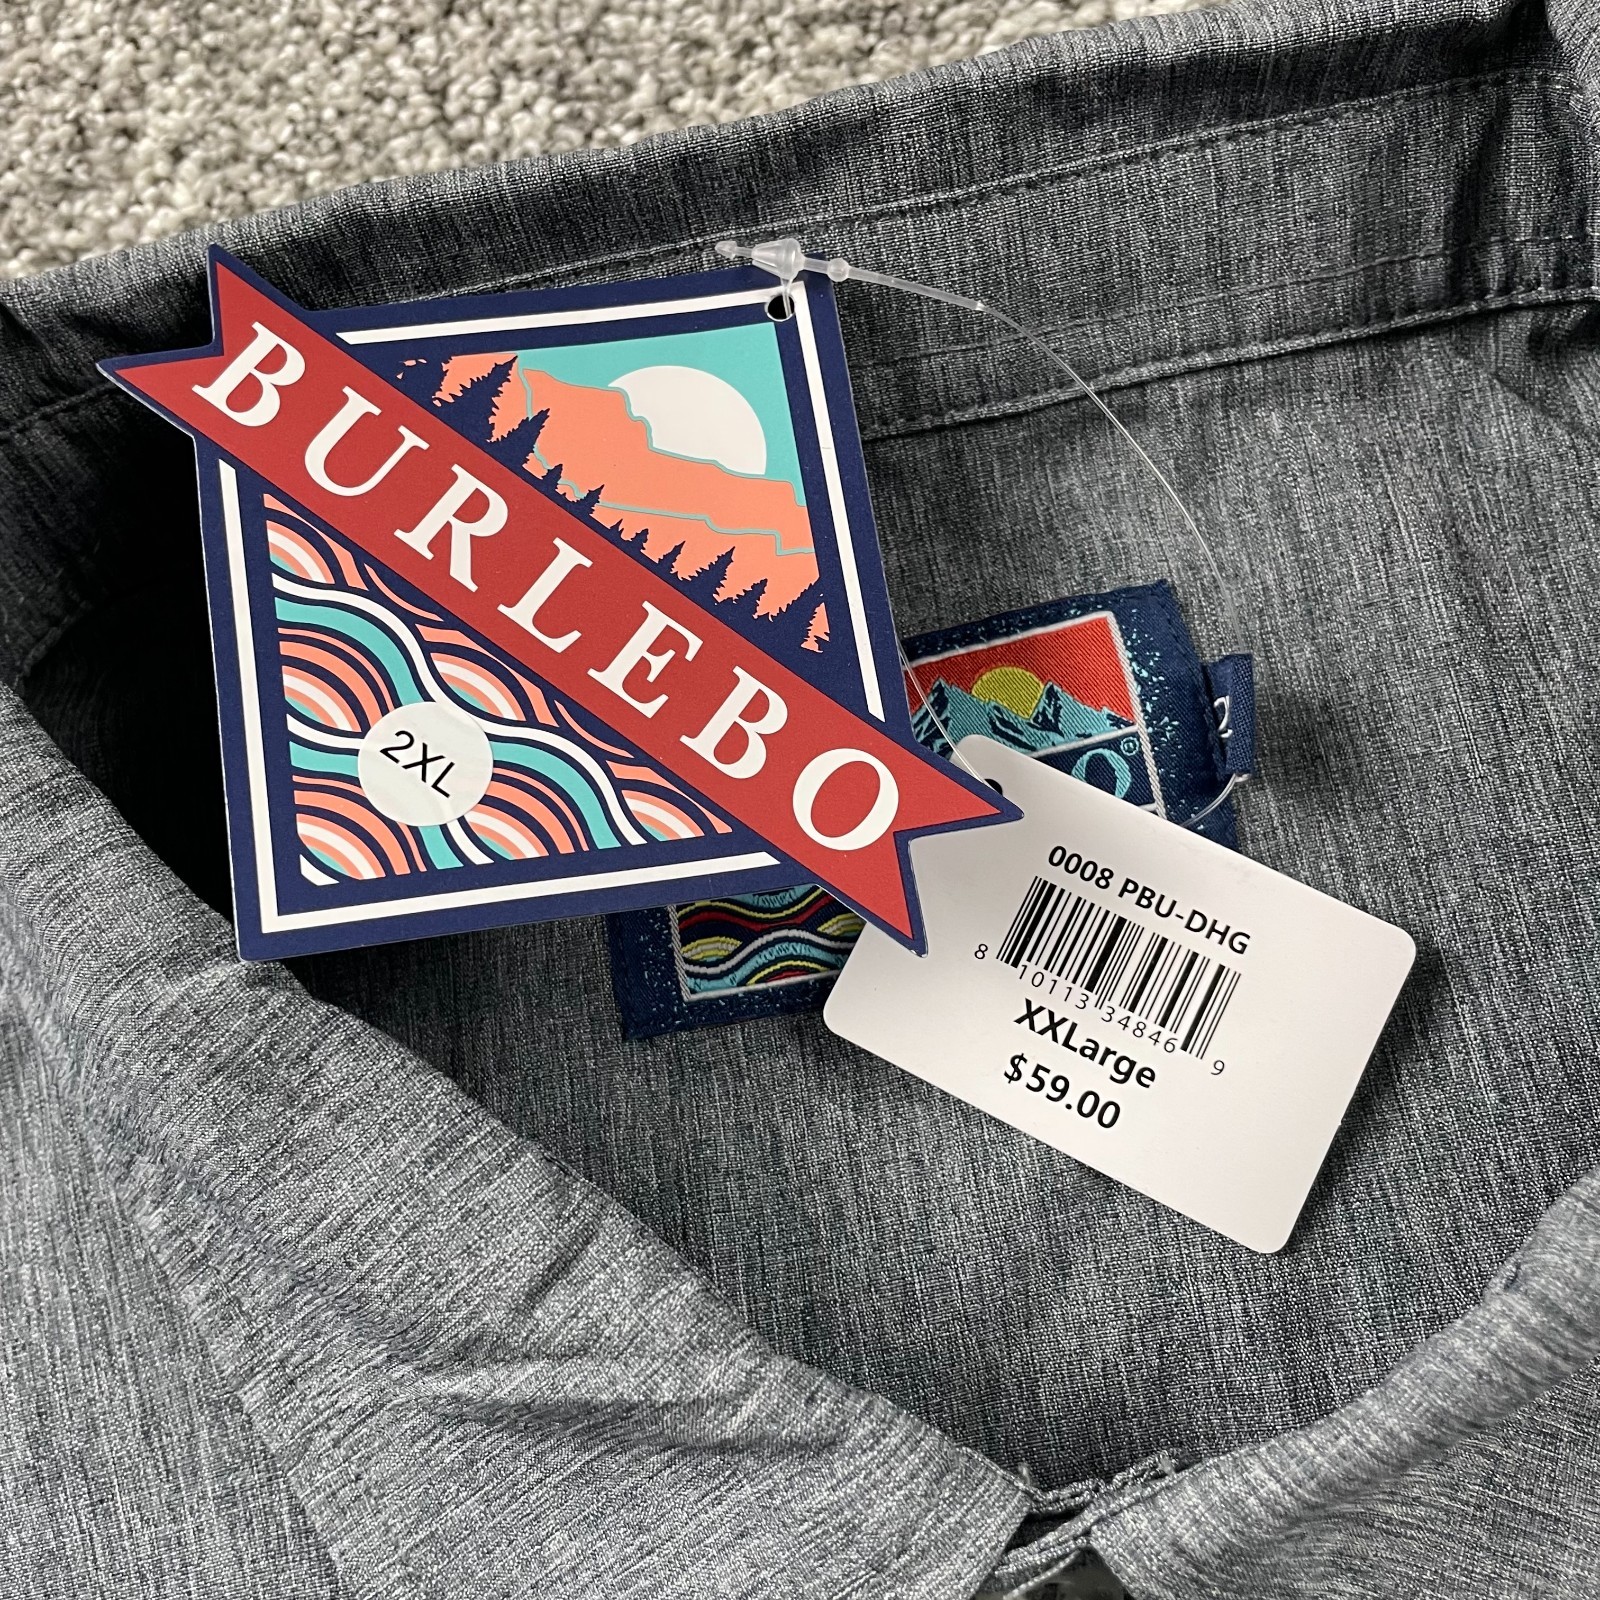 BURLEBO
2XL
0008 PBU-DHG
8 10113 34846 9
XXLarge
$59.00
O®